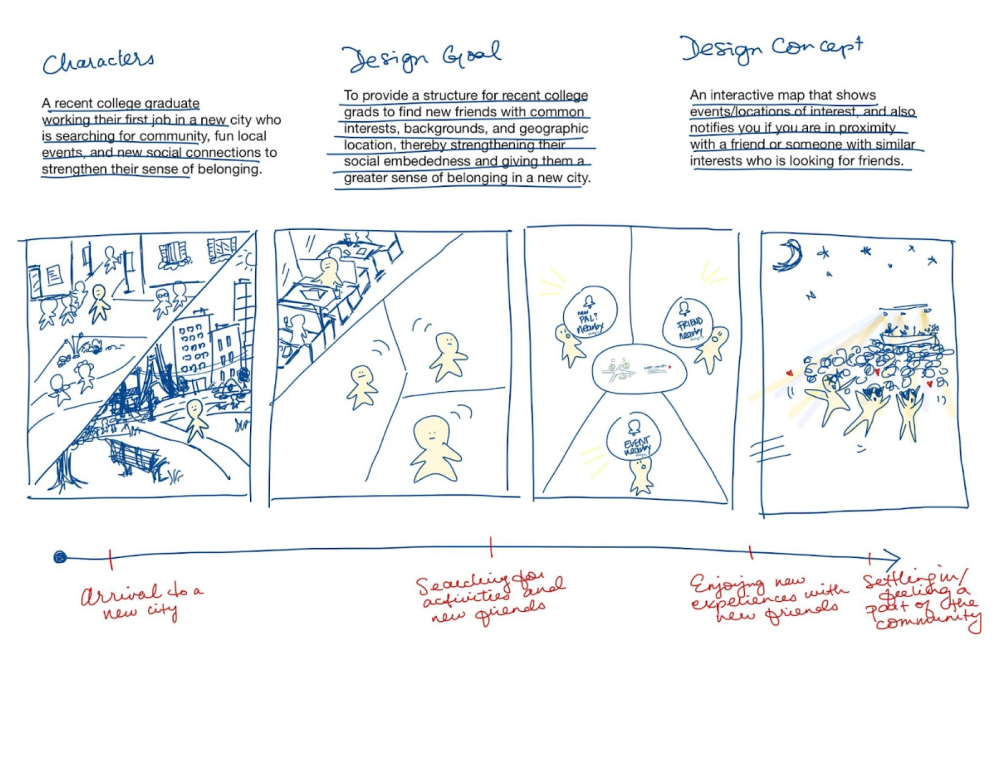 Characters
A recent college graduate
working their first job in a new city who
is searching for community, fun local
events, and new social connections to
strengthen their sense of belonging.
Design Goal
To provide a structure for recent college
grads to find new friends with common
interests, backgrounds, and geographic
location, thereby strengthening their
social embededness and giving them a
greater sense of belonging in a new city.
Design Concept
An interactive map that shows
events/locations of interest, and also
notifies you if you are in proximity
with a friend or someone with similar
interests who is looking for friends.
new
PAL?
nearby
FRIEND
nearby
EVENT
nearby
Arrival to a
new city
Searching for
activities and
new friends
Enjoying new
experiences with
new friends
Settling in/
feeling a
part of the
community